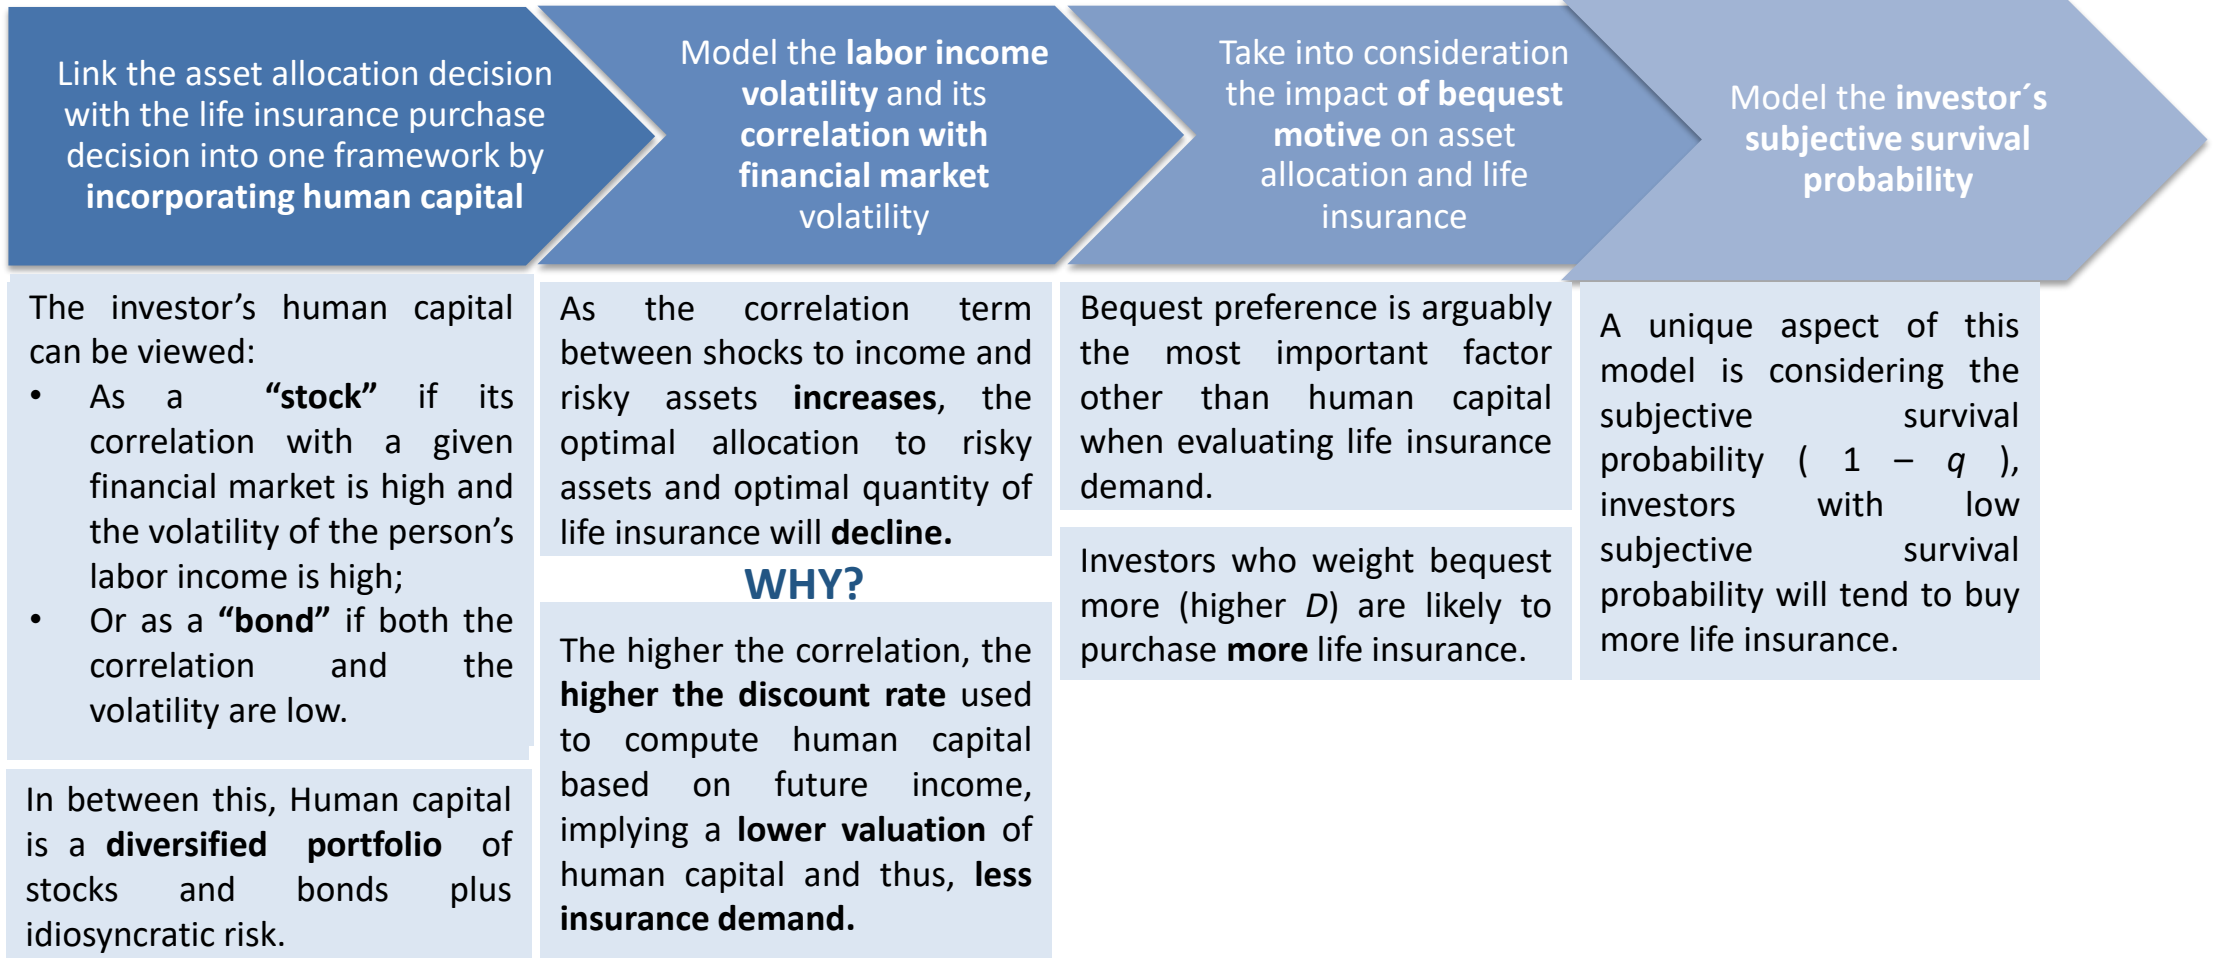 Link the asset allocation decision
with the life insurance purchase
decision into one framework by
incorporating human capital
Model the labor income
volatility and its
correlation with
financial market
volatility
Take into consideration
the impact of bequest
motive on asset
allocation and life
insurance
Model the investor´s
subjective survival
probability
The investor’s human capital
can be viewed:
• As a “stock” if its
correlation with a given
financial market is high and
the volatility of the person’s
labor income is high;
• Or as a “bond” if both the
correlation and the
volatility are low.
In between this, Human capital
is a diversified portfolio of
stocks and bonds plus
idiosyncratic risk.
As the correlation term
between shocks to income and
risky assets increases, the
optimal allocation to risky
assets and optimal quantity of
life insurance will decline.
WHY?
The higher the correlation, the
higher the discount rate used
to compute human capital
based on future income,
implying a lower valuation of
human capital and thus, less
insurance demand.
Bequest preference is arguably
the most important factor
other than human capital
when evaluating life insurance
demand.
Investors who weight bequest
more (higher D) are likely to
purchase more life insurance.
A unique aspect of this
model is considering the
subjective survival
probability ( 1 – q ),
investors with low
subjective survival
probability will tend to buy
more life insurance.